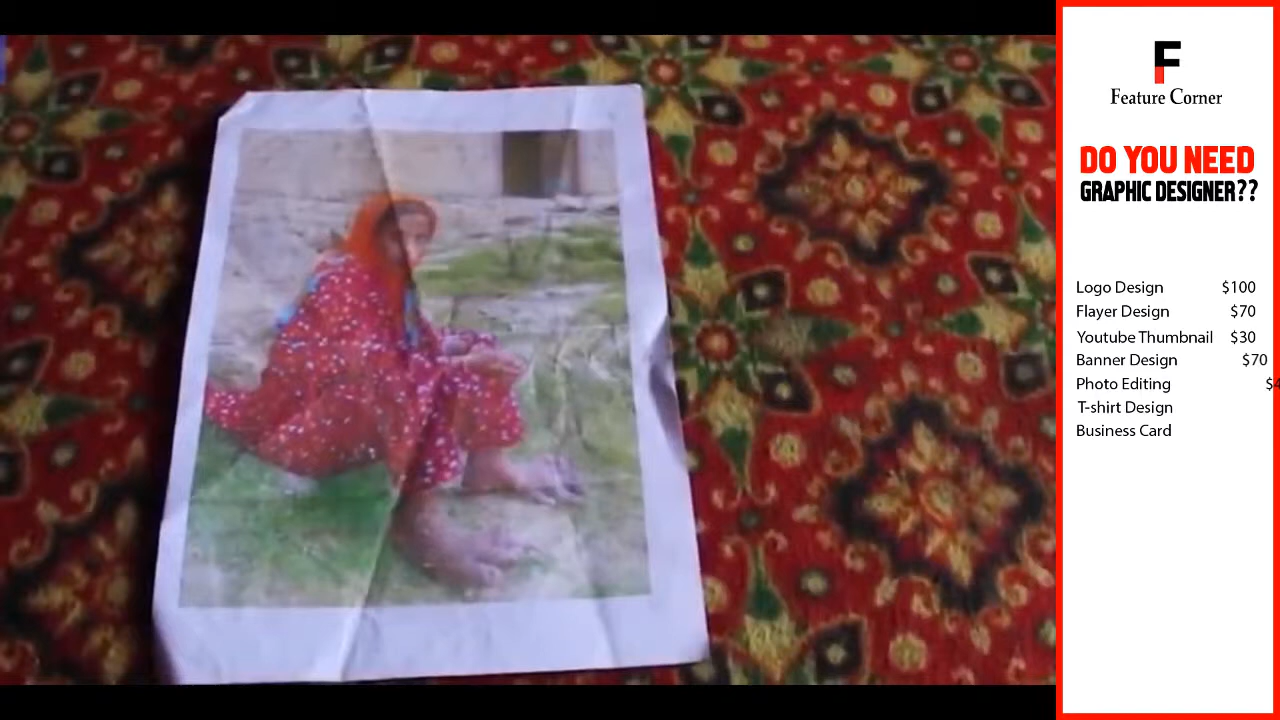 F
Feature Corner
DO YOU NEED
GRAPHIC DESIGNER??
Logo Design $100
Flayer Design $70
Youtube Thumbnail $30
Banner Design $70
Photo Editing $4
T-shirt Design
Business Card